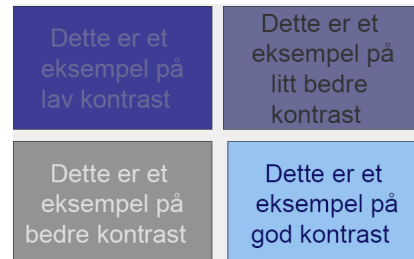 Dette er et
eksempel på
lav kontrast
Dette er et
eksempel på
litt bedre
kontrast
Dette er et
eksempel på
bedre kontrast
Dette er et
eksempel på
god kontrast